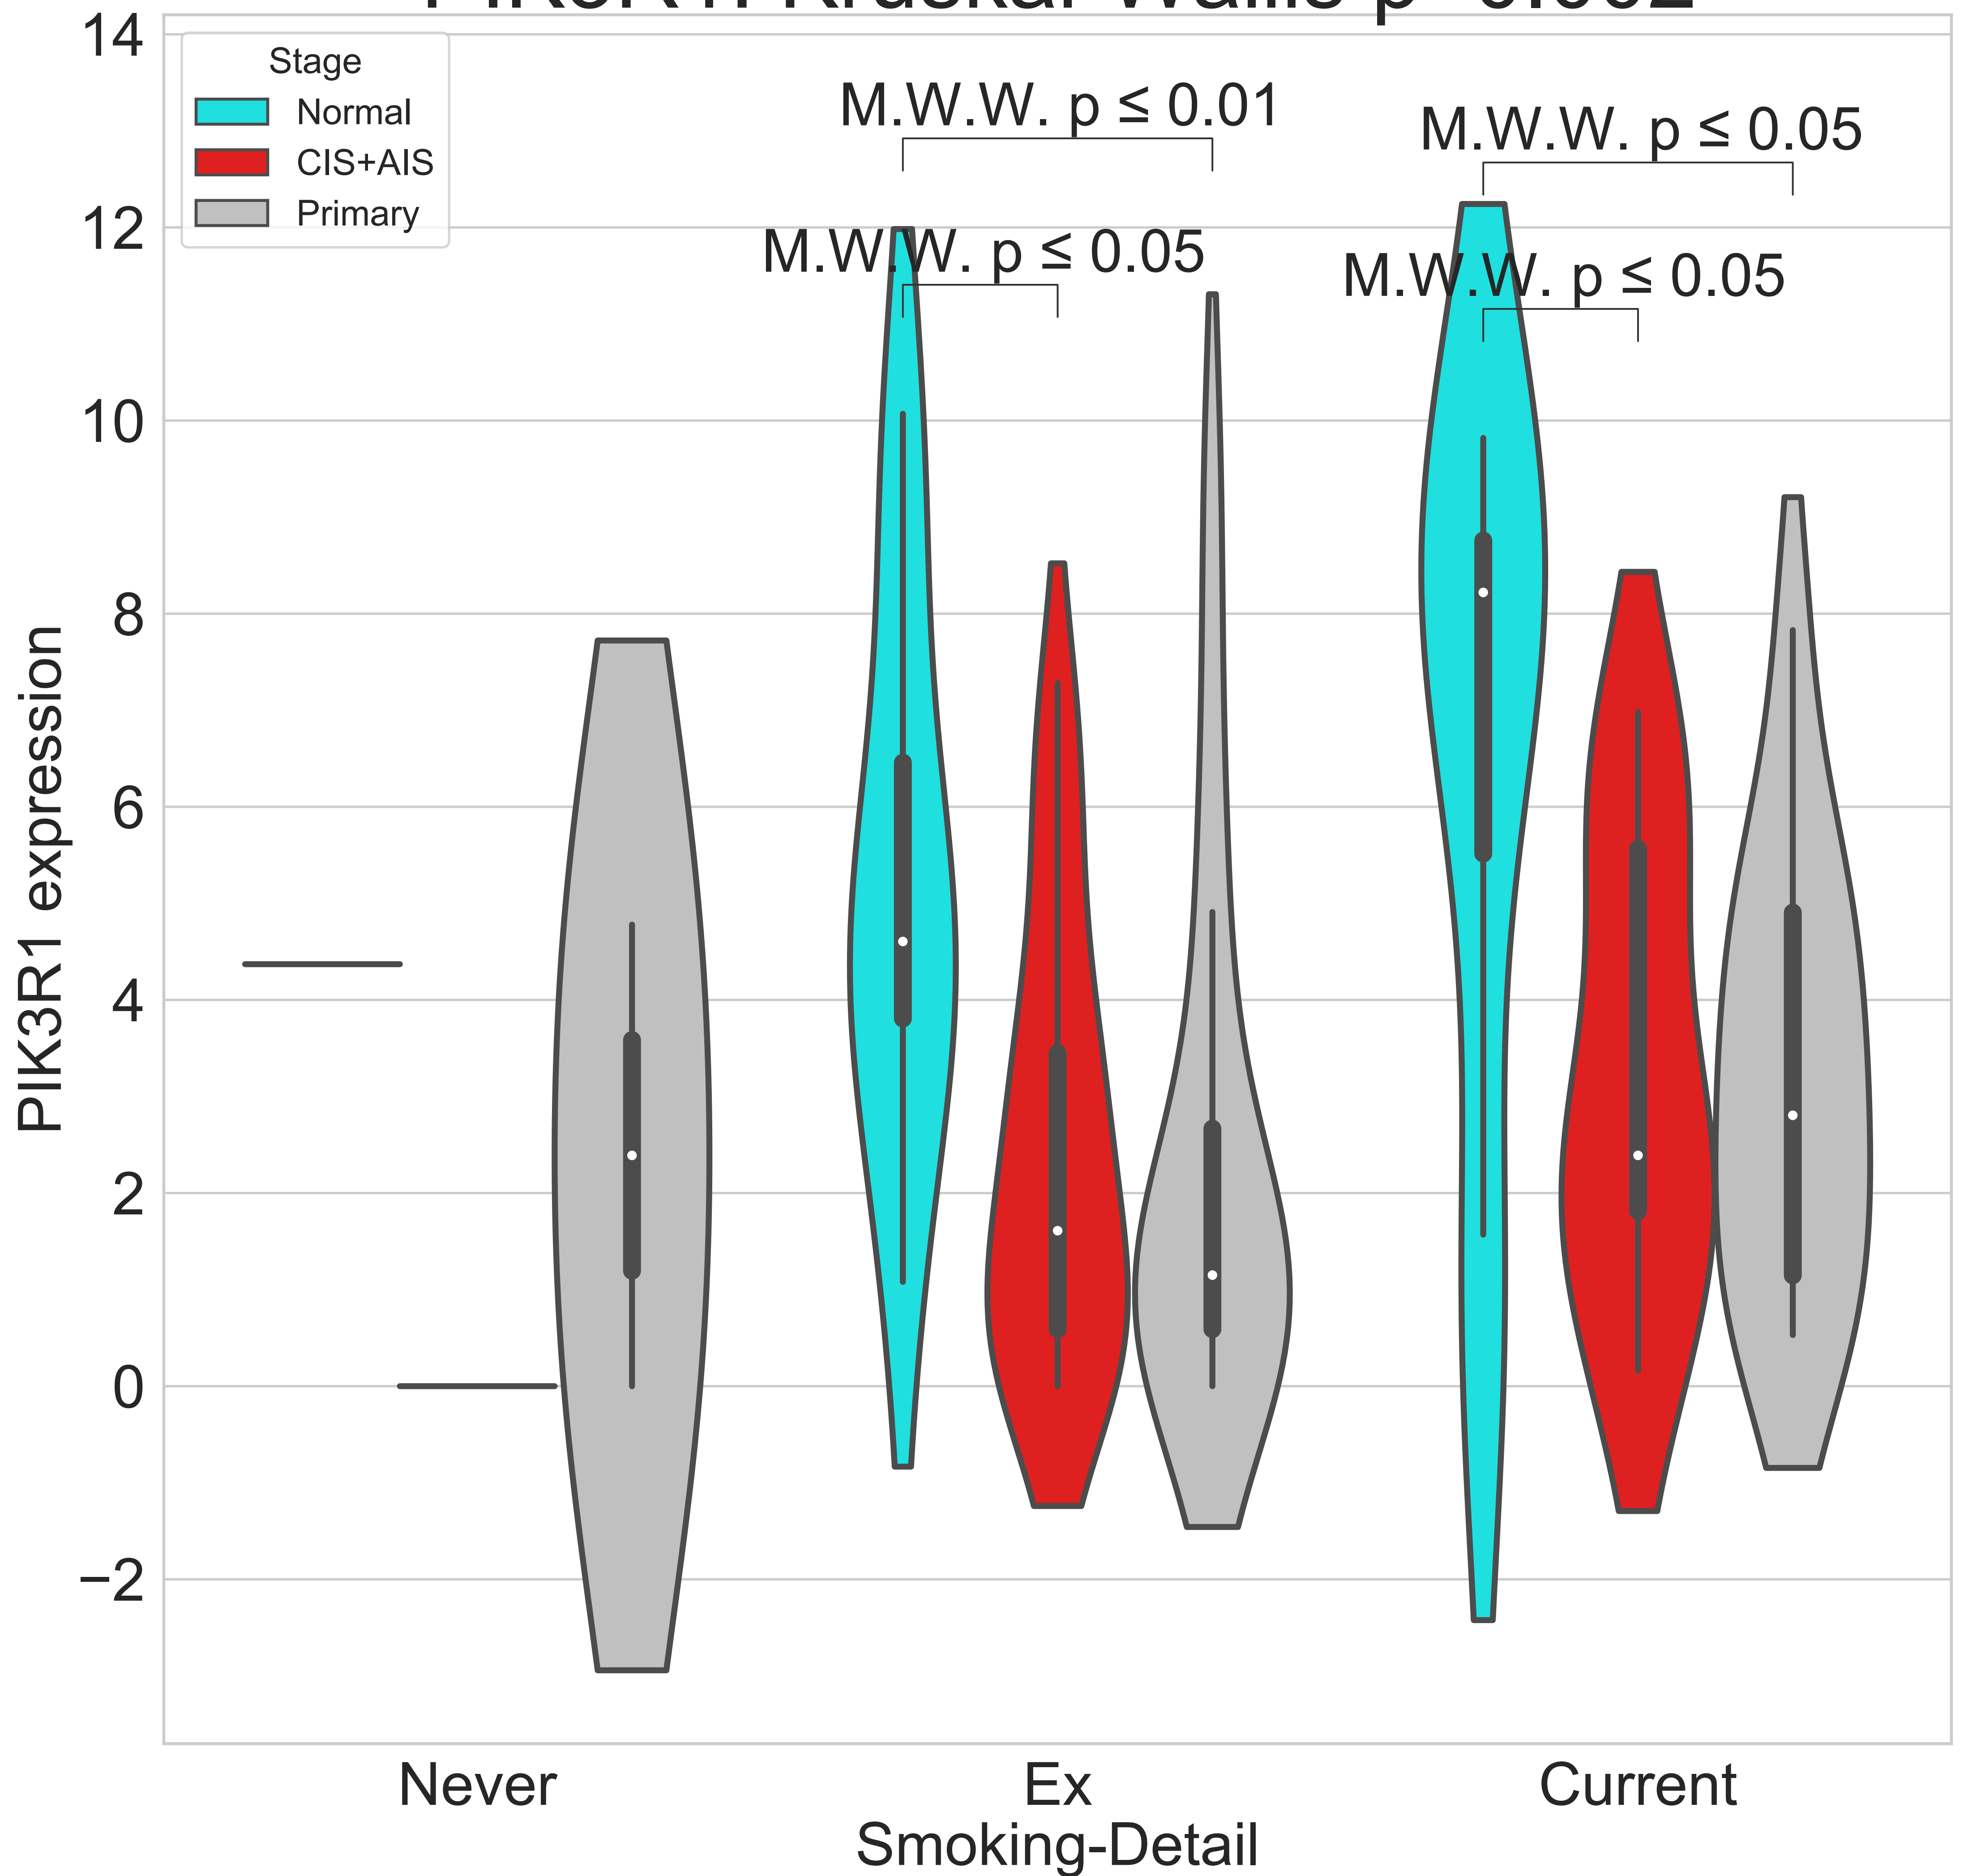 14
12
10
8
6
4
2
0
−2
PIK3R1 expression
Stage
Normal
CIS+AIS
Primary
M.W.W. p ≤ 0.01
M.W.W. p ≤ 0.05
M.W.W. p ≤ 0.05
M.W.W. p ≤ 0.05
Never
Ex
Current
Smoking-Detail